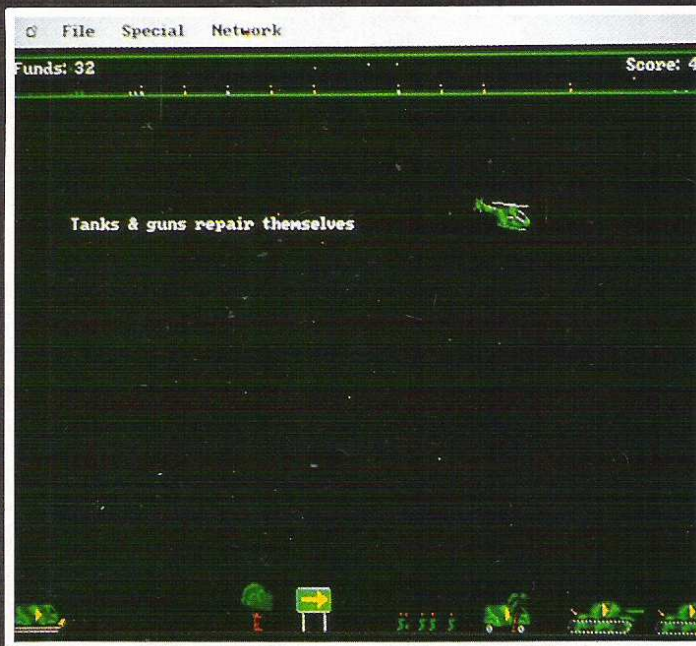 File Special Network
Funds: 32 Score: 4
Tanks & guns repair themselves